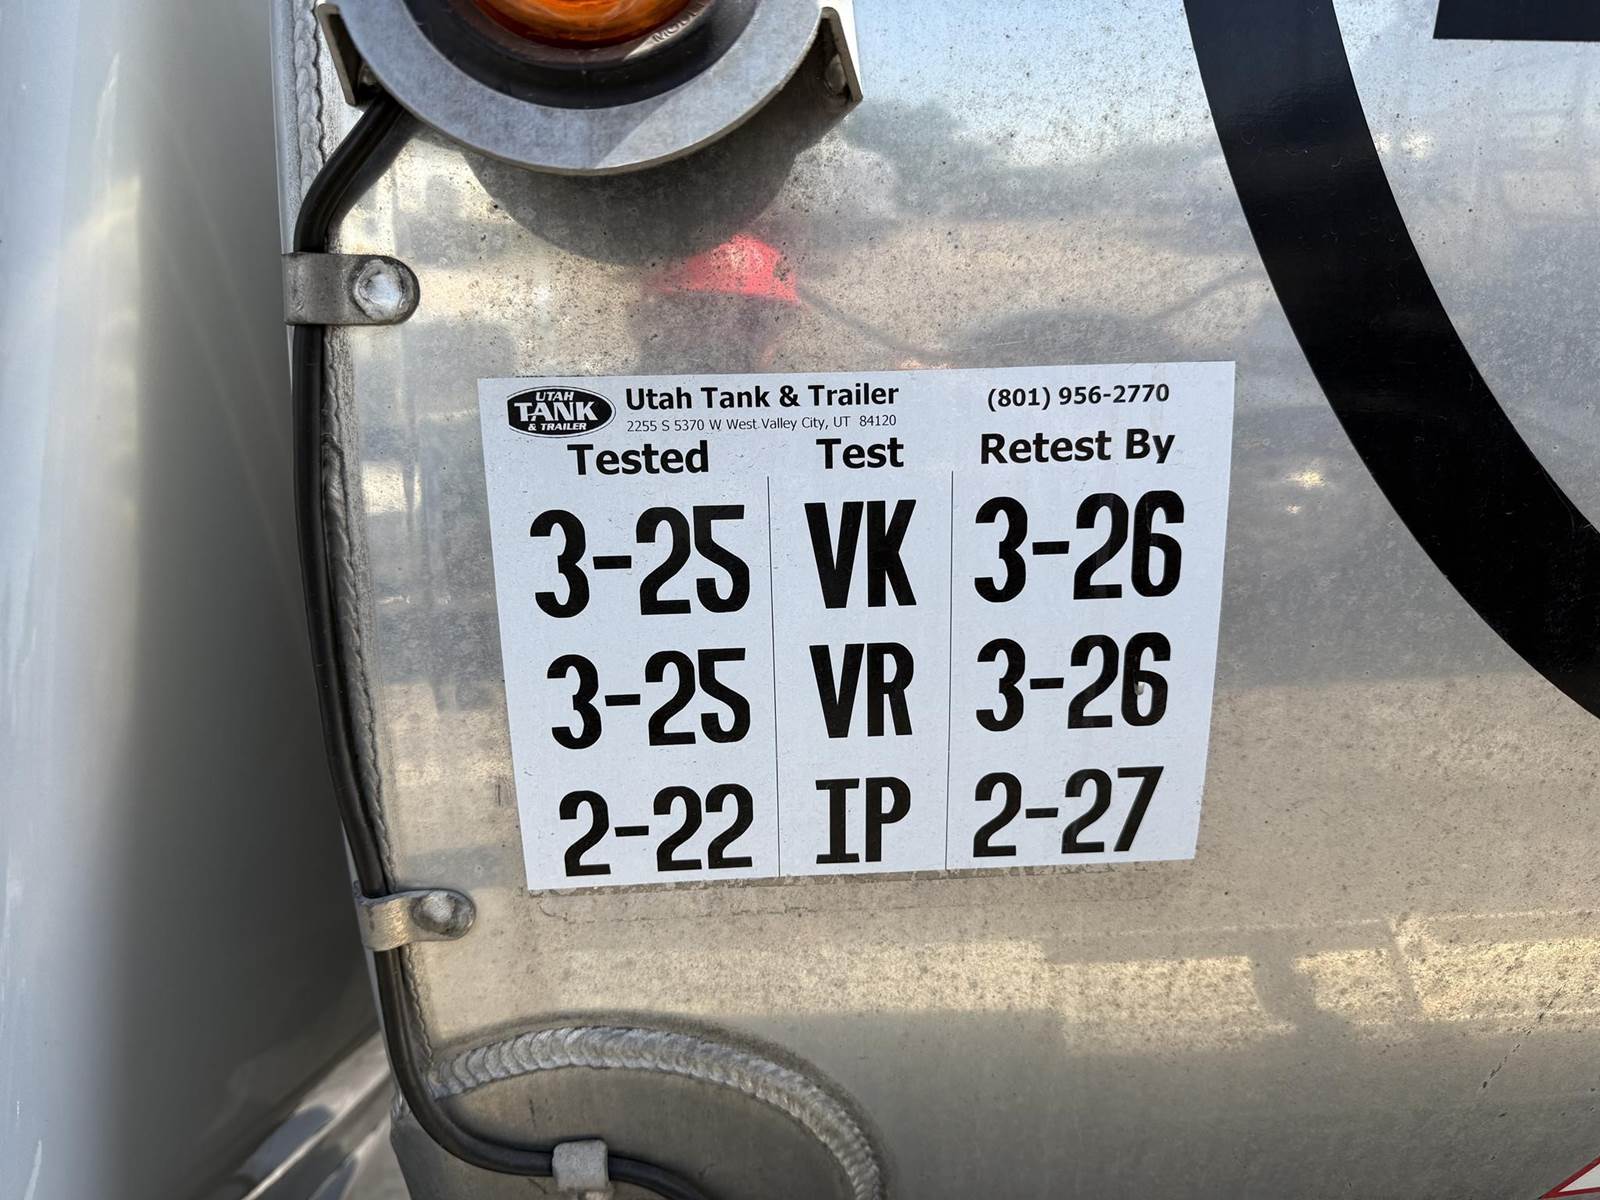 UTAH
TANK
& TRAILER
Utah Tank & Trailer (801) 956-2770
2255 S 5370 W West Valley City, UT 84120
Tested Test Retest By
3-25 VK 3-26
3-25 VR 3-26
2-22 IP 2-27